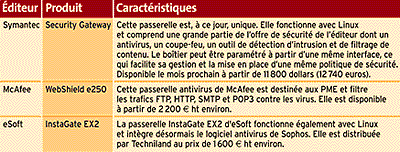 Éditeur Produit Caractéristiques
Symantec Security Gateway Cette passerelle est, à ce jour, unique. Elle fonctionne avec Linux
et comprend une grande partie de l'offre de sécurité de l'éditeur dont un
antivirus, un coupe-feu, un outil de détection d'intrusion et de filtrage de
contenu. Le boîtier peut être paramétré à partir d'une même interface, ce
qui facilite sa gestion et la mise en place d'une même politique de sécurité.
Disponible le mois prochain à partir de 11 800 dollars (12 740 euros).
McAfee WebShield e250 Cette passerelle antivirus de McAfee est destinée aux PME et filtre
les trafics FTP, HTTP, SMTP et POP3 contre les virus. Elle est disponible
à partir de 2 200 € ht environ.
eSoft InstaGate EX2 La passerelle InstaGate EX2 d'eSoft fonctionne également avec Linux
et intègre désormais le logiciel antivirus de Sophos. Elle est distribuée
par Techniland au prix de 1 600 € ht environ.